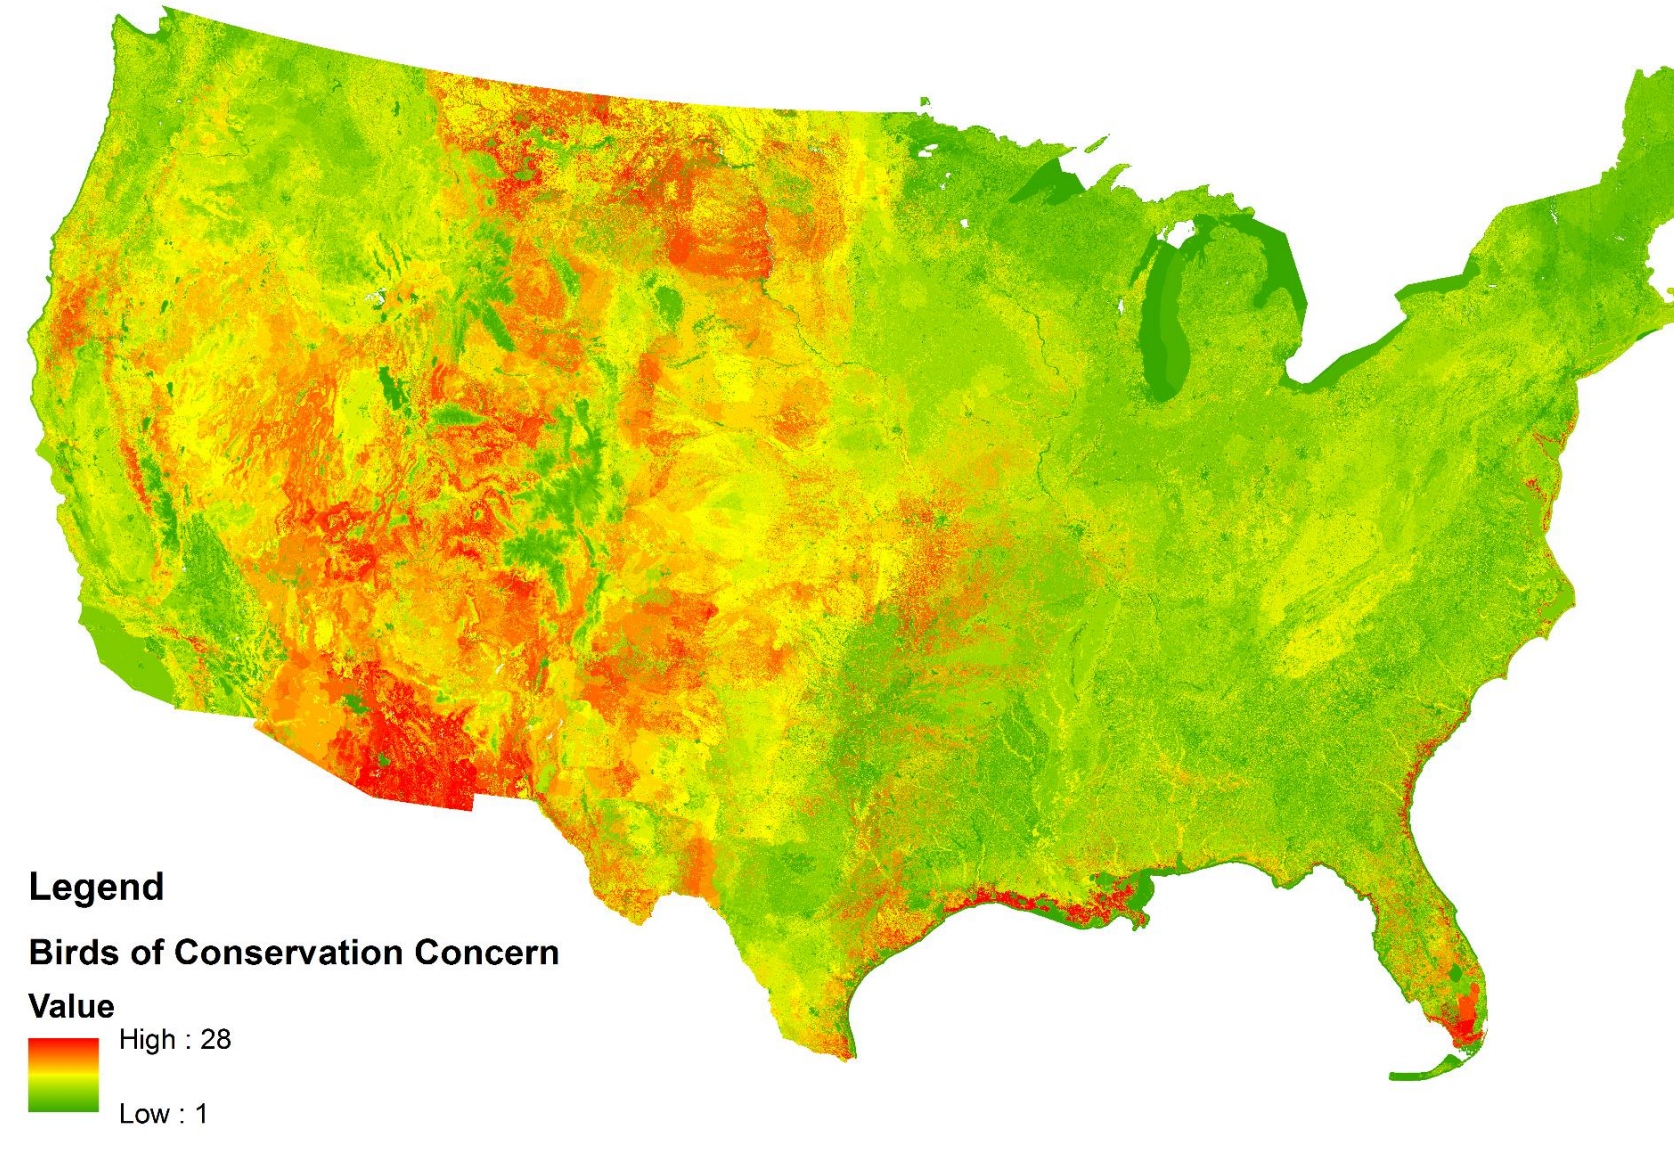 Legend
Birds of Conservation Concern
Value
High : 28
Low : 1